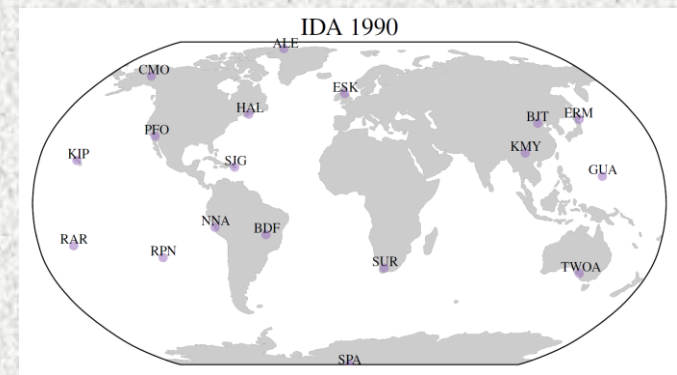 IDA 1990
ALE
CMO
ESK
HAL
BJT
ERM
PFO
KMY
KIP
SJG
GUA
NNA
BDF
RAR
RPN
SUR
TWOA
SPA